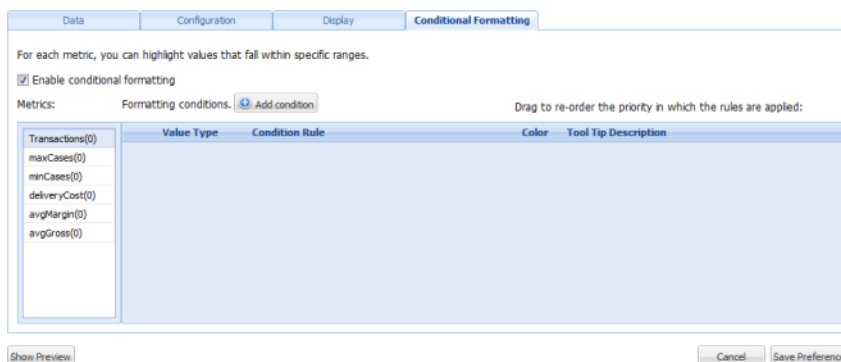 Data Configuration Display Conditional Formatting
For each metric, you can highlight values that fall within specific ranges.
Enable conditional formatting
Metrics: Formatting conditions. Add condition Drag to re-order the priority in which the rules are applied:
Value Type Condition Rule Color Tool Tip Description
Transactions(0)
maxCases(0)
minCases(0)
deliveryCost(0)
avgMargin(0)
avgGross(0)
Show Preview Cancel Save Preferenc